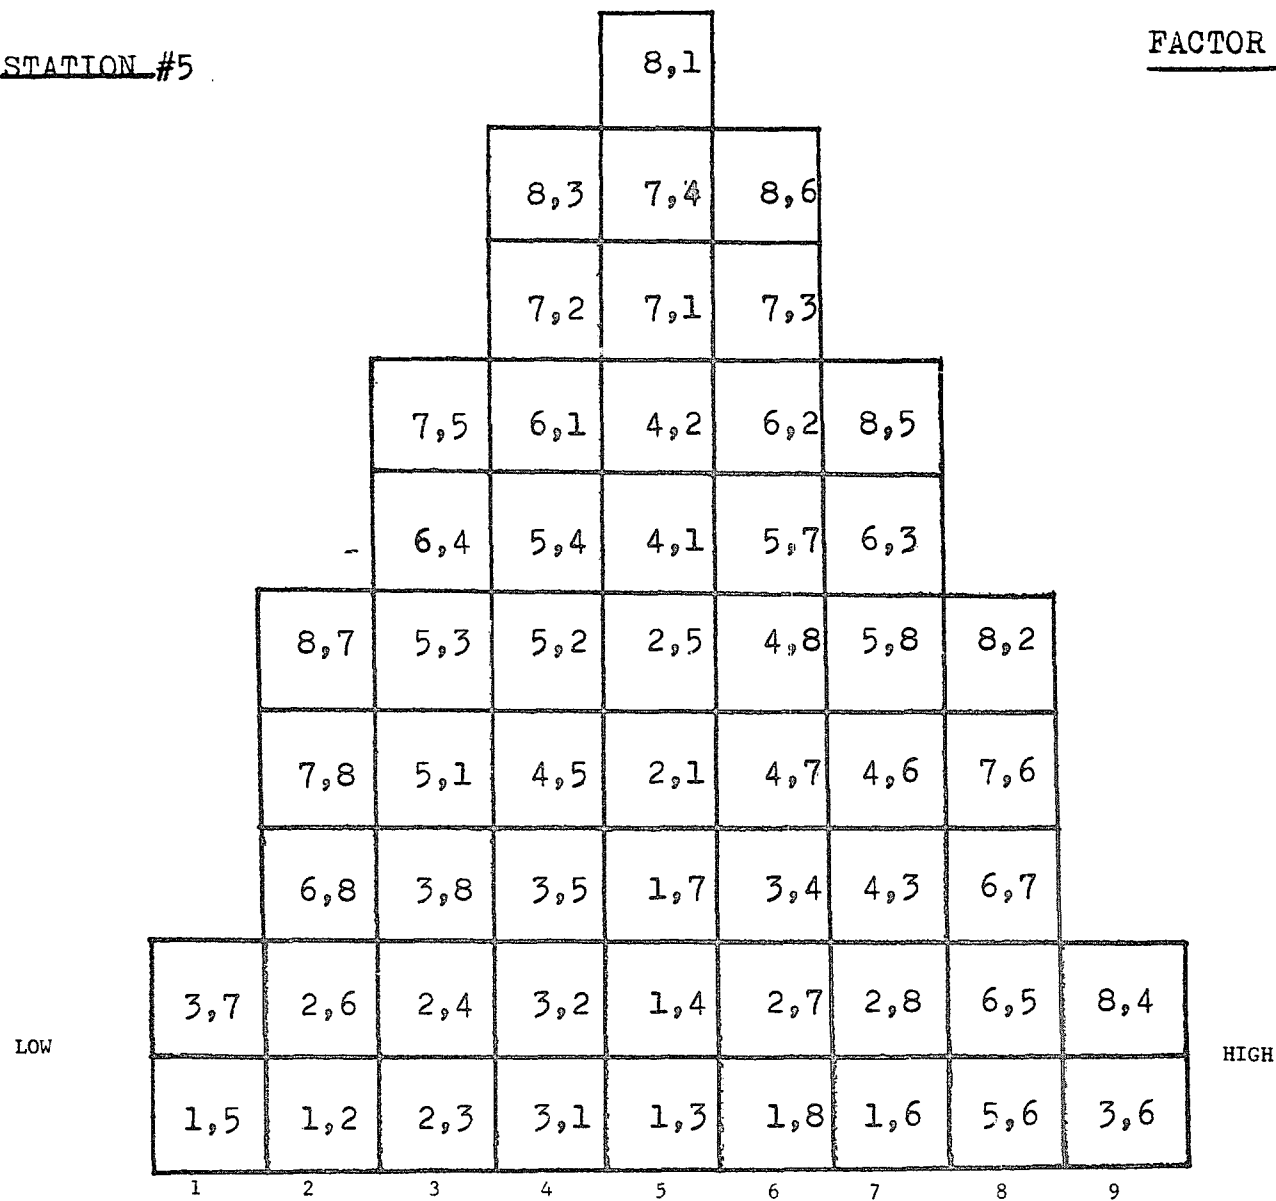 STATION #5 FACTOR
8,1
8,3 7,4 8,6
7,2 7,1 7,3
7,5 6,1 4,2 6,2 8,5
6,4 5,4 4,1 5,7 6,3
8,7 5,3 5,2 2,5 4,8 5,8 8,2
7,8 5,1 4,5 2,1 4,7 4,6 7,6
6,8 3,8 3,5 1,7 3,4 4,3 6,7
3,7 2,6 2,4 3,2 1,4 2,7 2,8 6,5 8,4
LOW HIGH
1,5 1,2 2,3 3,1 1,3 1,8 1,6 5,6 3,6
1 2 3 4 5 6 7 8 9